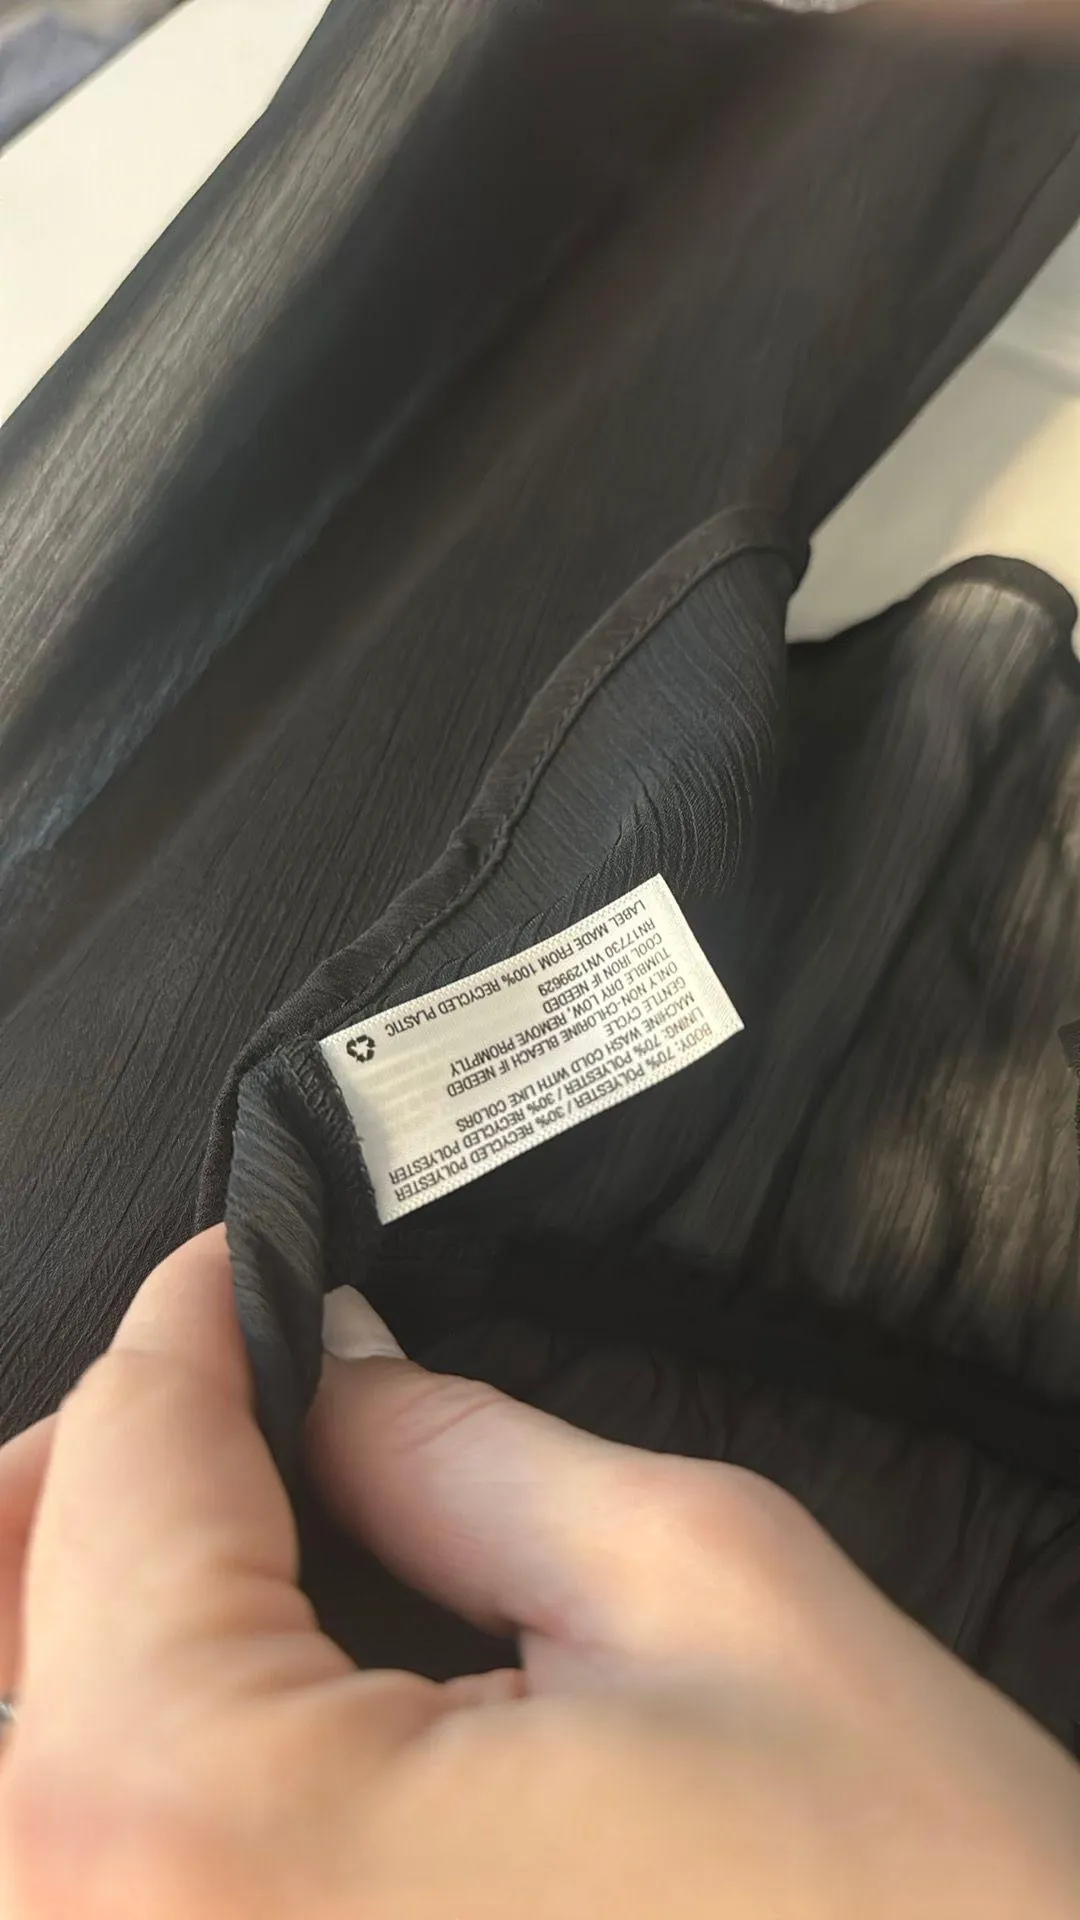 BODY: 70% POLYESTER / 30% RECYCLED POLYESTER
LINING: 70% POLYESTER / 30% RECYCLED POLYESTER
MACHINE WASH COLD WITH LIKE COLORS
GENTLE CYCLE
ONLY NON-CHLORINE BLEACH IF NEEDED
TUMBLE DRY LOW, REMOVE PROMPTLY
COOL IRON IF NEEDED
RN17730 VN1299629
LABEL MADE FROM 100% RECYCLED PLASTIC